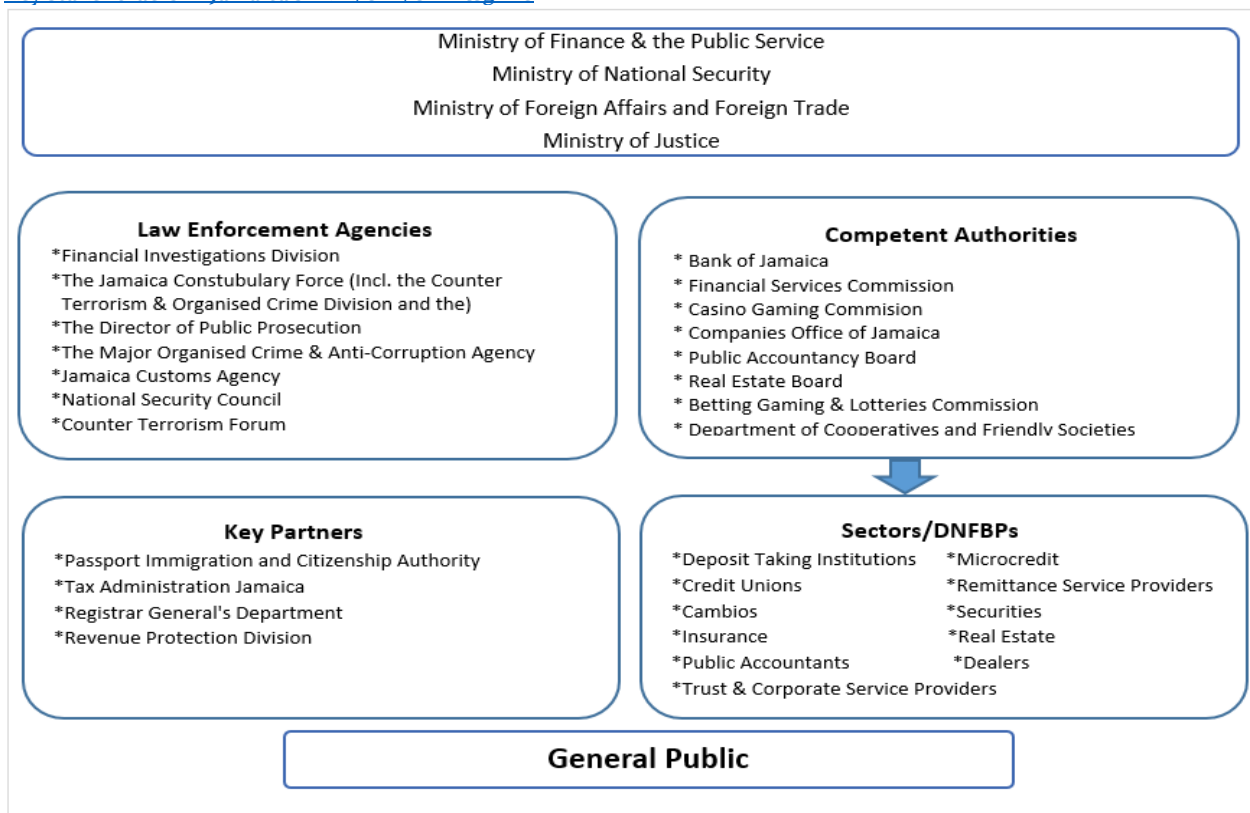 Ministry of Finance & the Public Service
Ministry of National Security
Ministry of Foreign Affairs and Foreign Trade
Ministry of Justice
Law Enforcement Agencies
*Financial Investigations Division
*The Jamaica Constubulary Force (Incl. the Counter
Terrorism & Organised Crime Division and the)
*The Director of Public Prosecution
*The Major Organised Crime & Anti-Corruption Agency
*Jamaica Customs Agency
*National Security Council
*Counter Terrorism Forum
Competent Authorities
* Bank of Jamaica
* Financial Services Commission
* Casino Gaming Commision
* Companies Office of Jamaica
* Public Accountancy Board
* Real Estate Board
* Betting Gaming & Lotteries Commission
* Department of Cooperatives and Friendly Societies
Key Partners
*Passport Immigration and Citizenship Authority
*Tax Administration Jamaica
*Registrar General's Department
*Revenue Protection Division
Sectors/DNFBPs
*Deposit Taking Institutions *Microcredit
*Credit Unions *Remittance Service Providers
*Cambios *Securities
*Insurance *Real Estate
*Public Accountants *Dealers
*Trust & Corporate Service Providers
General Public